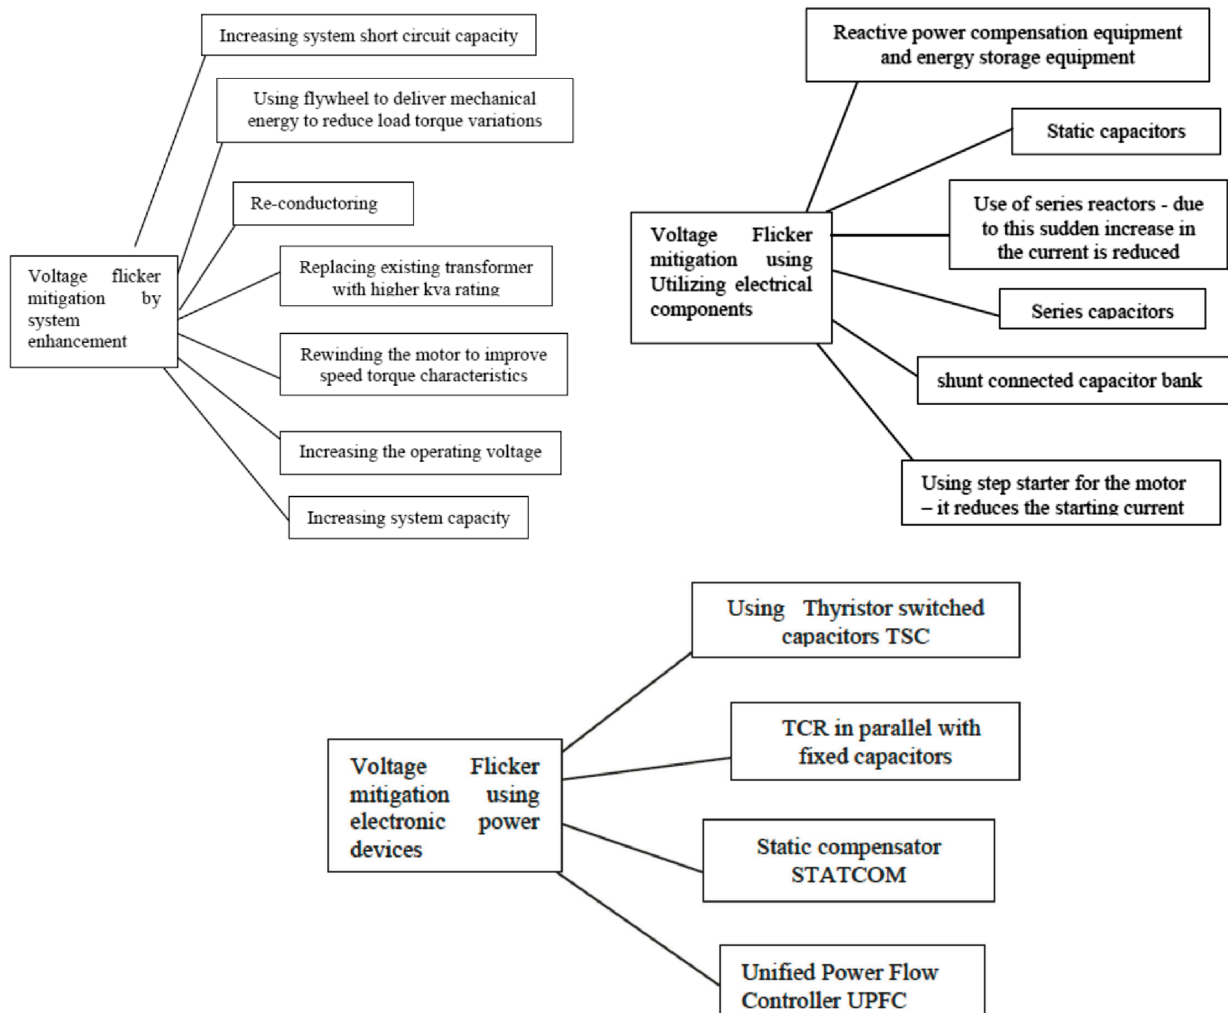 Increasing system short circuit capacity
Using flywheel to deliver mechanical
energy to reduce load torque variations
Re-conductoring
Voltage flicker
mitigation by
system
enhancement
Replacing existing transformer
with higher kva rating
Rewinding the motor to improve
speed torque characteristics
Increasing the operating voltage
Increasing system capacity
Reactive power compensation equipment
and energy storage equipment
Static capacitors
Voltage Flicker
mitigation using
Utilizing electrical
components
Use of series reactors - due
to this sudden increase in
the current is reduced
Series capacitors
shunt connected capacitor bank
Using step starter for the motor
– it reduces the starting current
Using Thyristor switched
capacitors TSC
Voltage Flicker
mitigation using
electronic power
devices
TCR in parallel with
fixed capacitors
Static compensator
STATCOM
Unified Power Flow
Controller UPFC